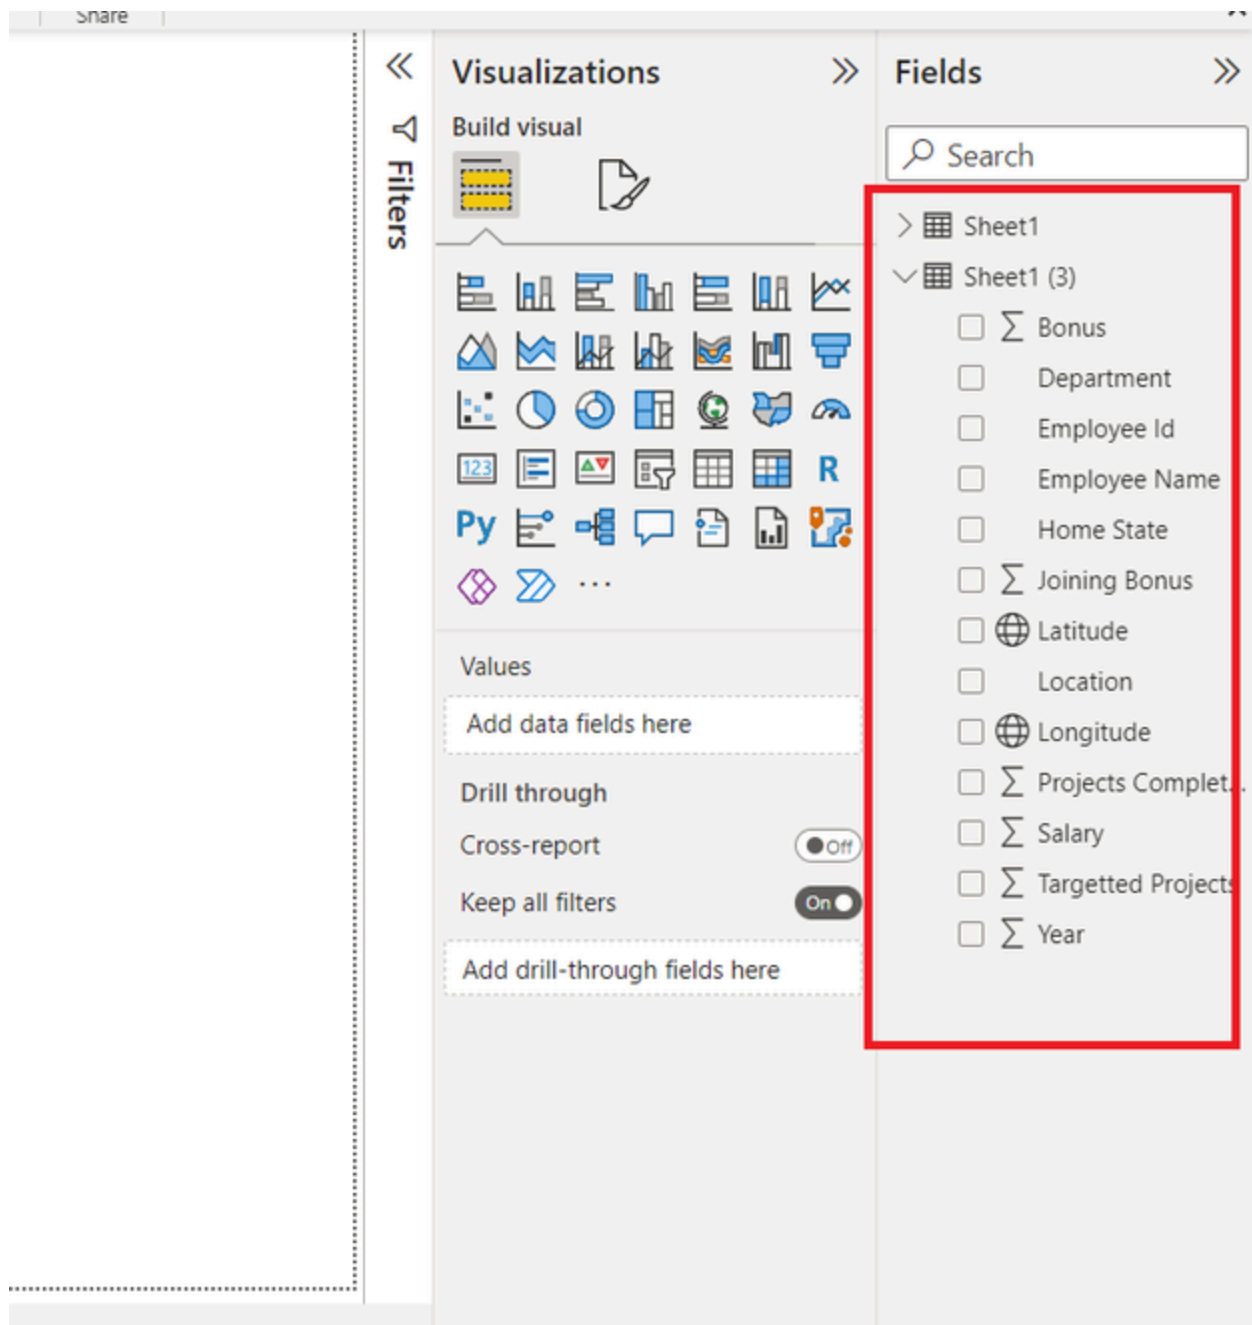 Share
Filters
Visualizations
Build visual
123
R
Py
...
Values
Add data fields here
Drill through
Cross-report
Off
Keep all filters
On
Add drill-through fields here
Fields
Search
Sheet1
Sheet1 (3)
Σ Bonus
Department
Employee Id
Employee Name
Home State
Σ Joining Bonus
Latitude
Location
Longitude
Σ Projects Complet...
Σ Salary
Σ Targetted Projects
Σ Year